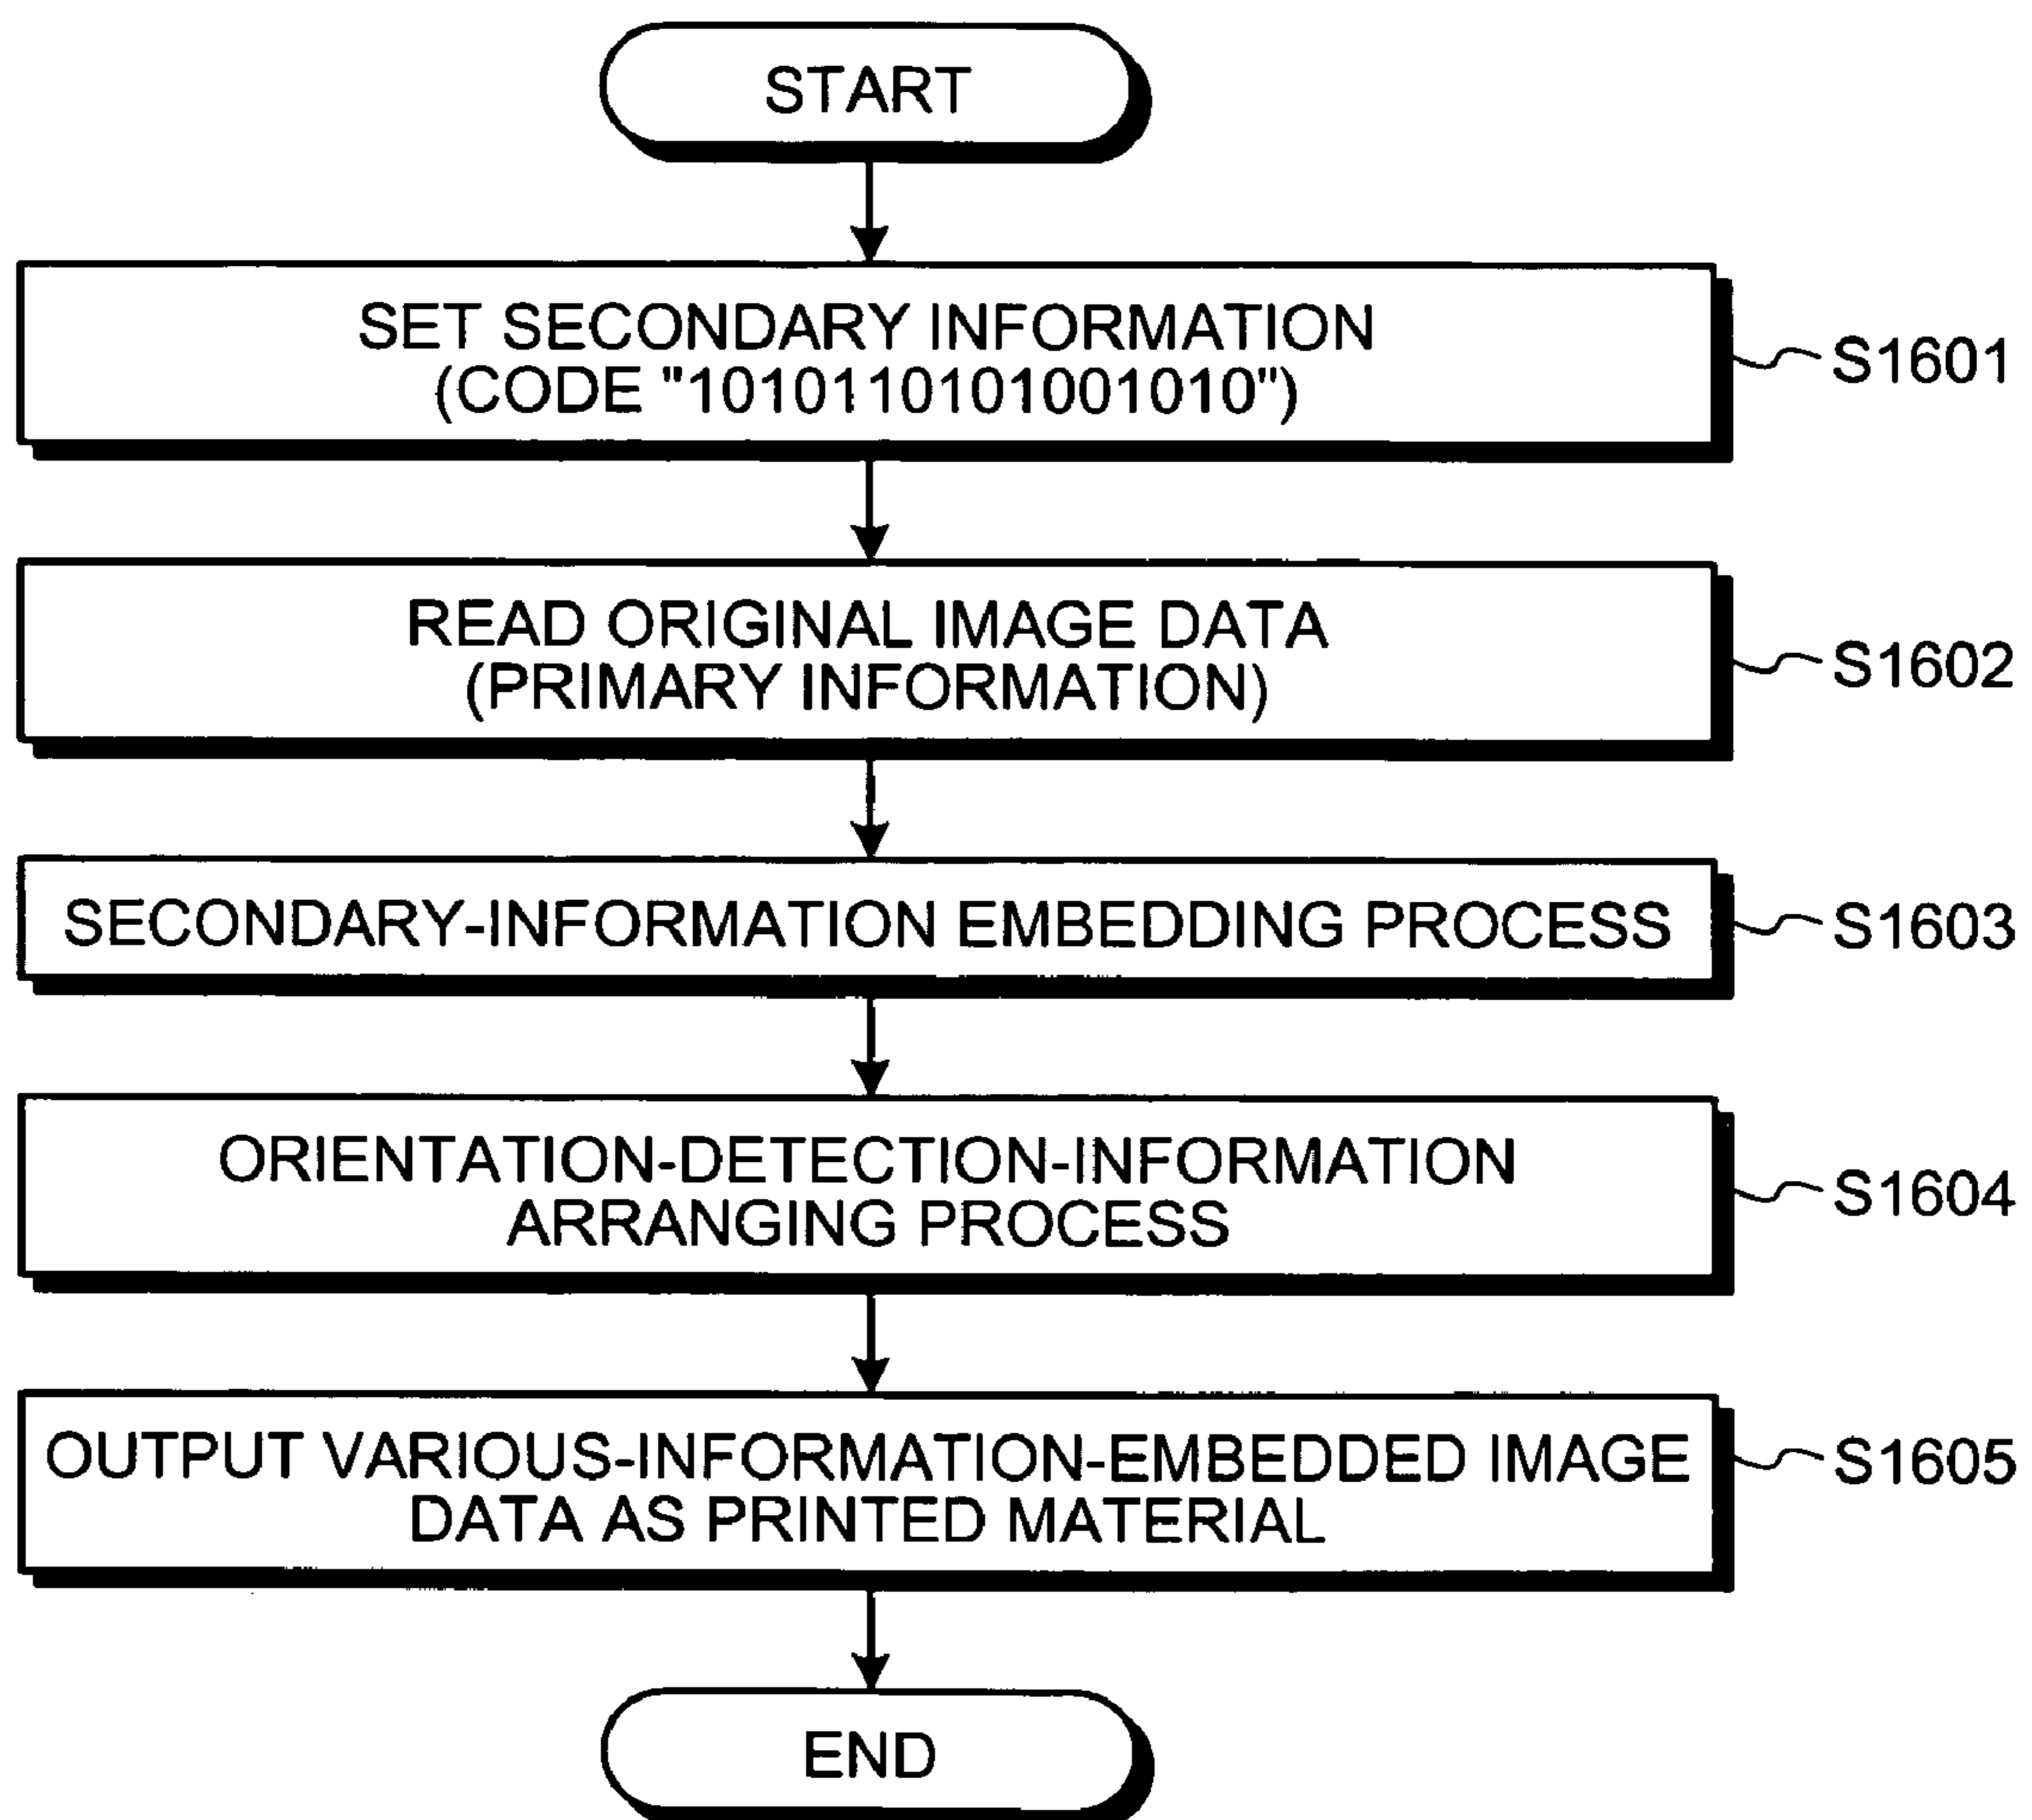 START
SET SECONDARY INFORMATION
(CODE "1010110101001010")
S1601
READ ORIGINAL IMAGE DATA
(PRIMARY INFORMATION)
S1602
SECONDARY-INFORMATION EMBEDDING PROCESS
S1603
ORIENTATION-DETECTION-INFORMATION
ARRANGING PROCESS
S1604
OUTPUT VARIOUS-INFORMATION-EMBEDDED IMAGE
DATA AS PRINTED MATERIAL
S1605
END